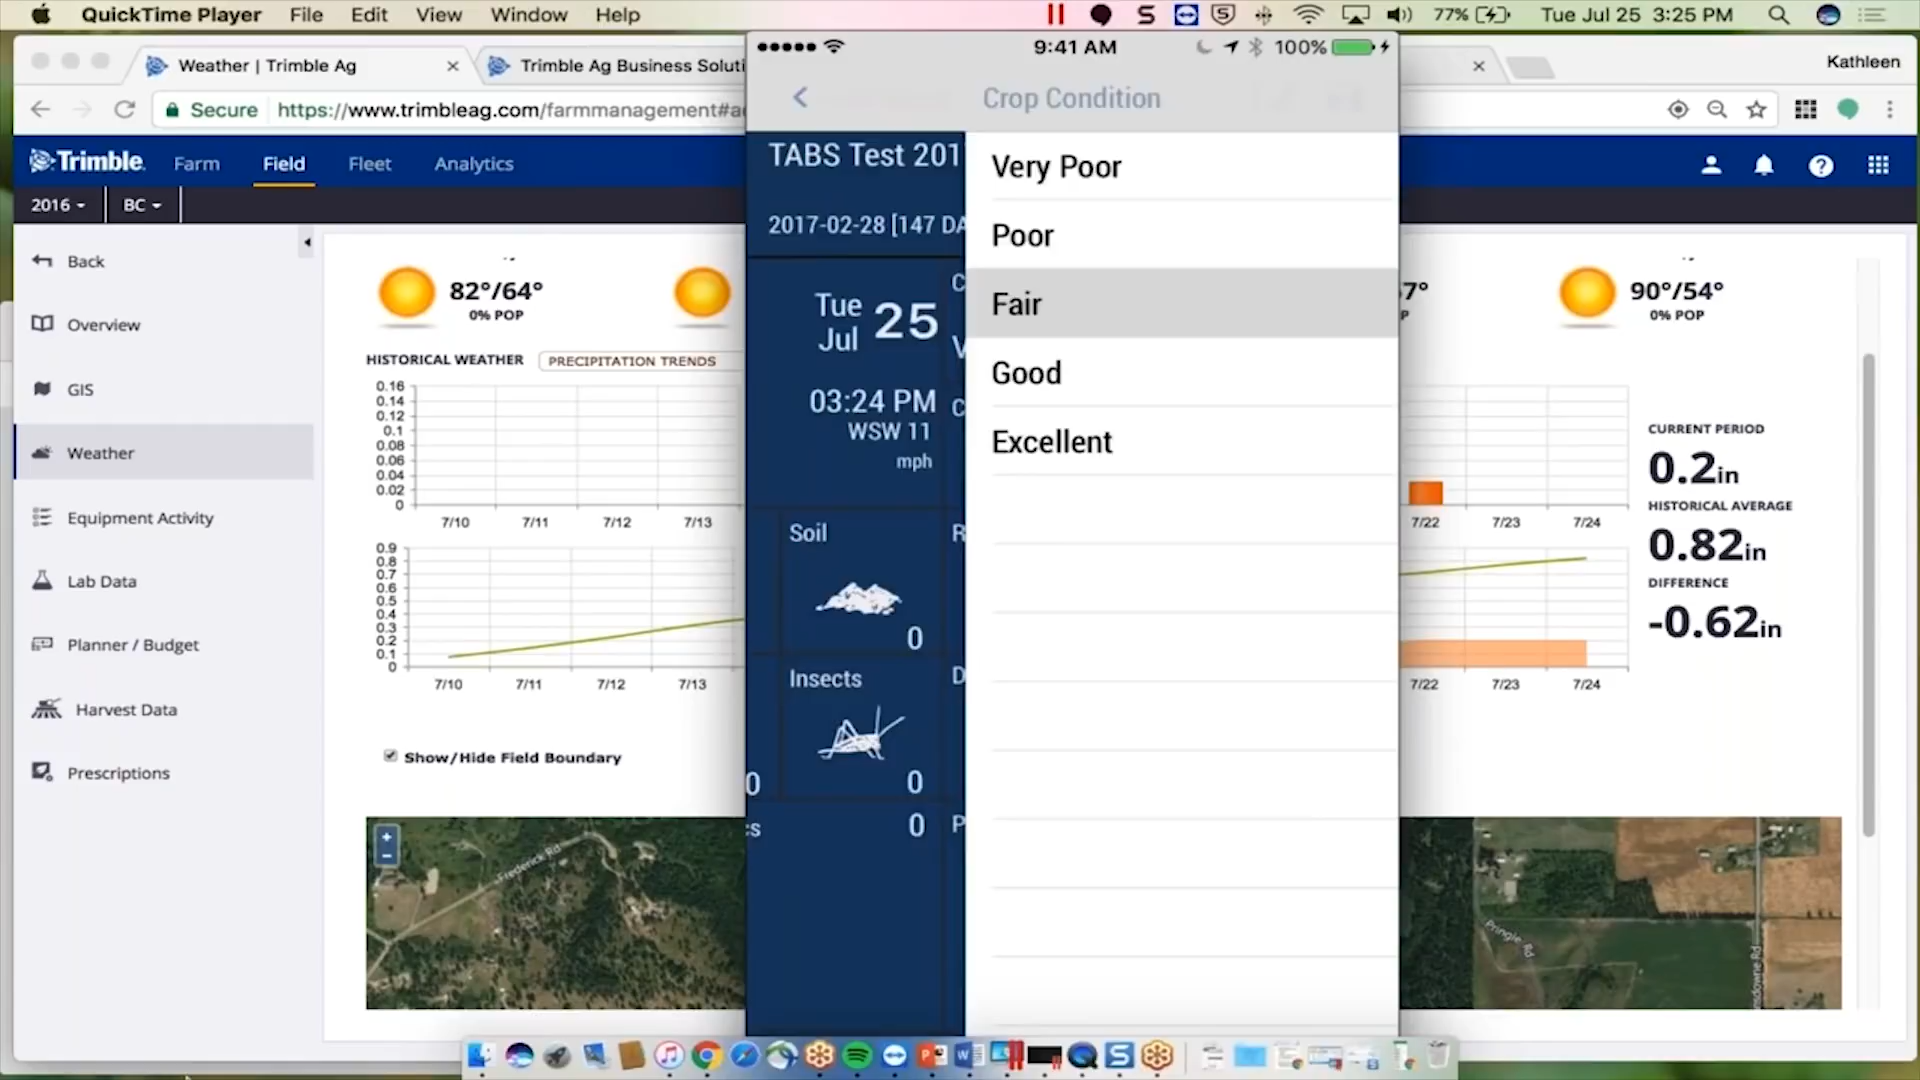 QuickTime Player File Edit View Window Help 77% Tue Jul 25 3:25 PM
Weather | Trimble Ag
Trimble Ag Business Soluti
Kathleen
Secure https://www.trimbleag.com/farmmanagement#a
Trimble Farm Field Fleet Analytics
2016 BC
Back
Overview
GIS
Weather
Equipment Activity
Lab Data
Planner / Budget
Harvest Data
Prescriptions
82°/64°
0% POP
HISTORICAL WEATHER PRECIPITATION TRENDS
0.16
0.14
0.12
0.1
0.08
0.06
0.04
0.02
0
7/10 7/11 7/12 7/13
0.9
0.8
0.7
0.6
0.5
0.4
0.3
0.2
0.1
0
7/10 7/11 7/12 7/13
Show/Hide Field Boundary
+
-
Frederick Rd
9:41 AM 100%
Crop Condition
TABS Test 201
2017-02-28 [147 DA
Tue
Jul 25
03:24 PM
WSW 11
mph
Soil
0
Insects
0
0
0
Very Poor
Poor
Fair
Good
Excellent
7°
P
90°/54°
0% POP
7/22 7/23 7/24
7/22 7/23 7/24
CURRENT PERIOD
0.2in
HISTORICAL AVERAGE
0.82in
DIFFERENCE
-0.62in
Pringle Rd
nsdowne Rd